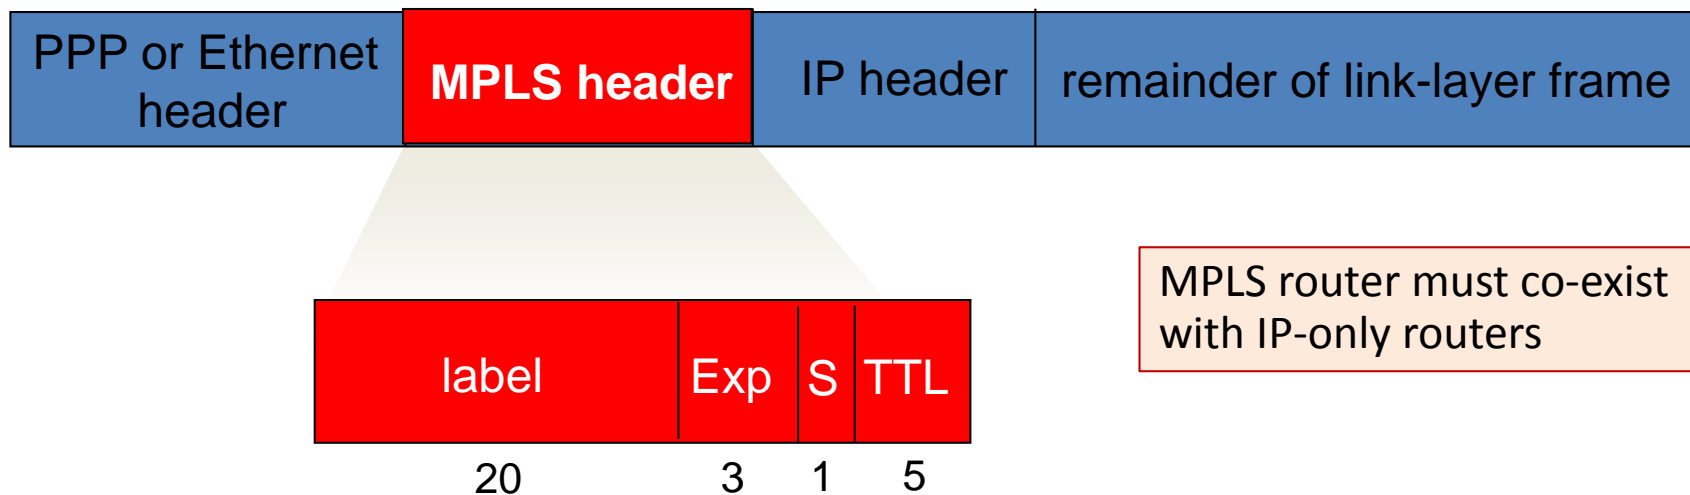 PPP or Ethernet
header
MPLS header
IP header
remainder of link-layer frame
MPLS router must co-exist
with IP-only routers
label
Exp
S
TTL
20
3
1
5